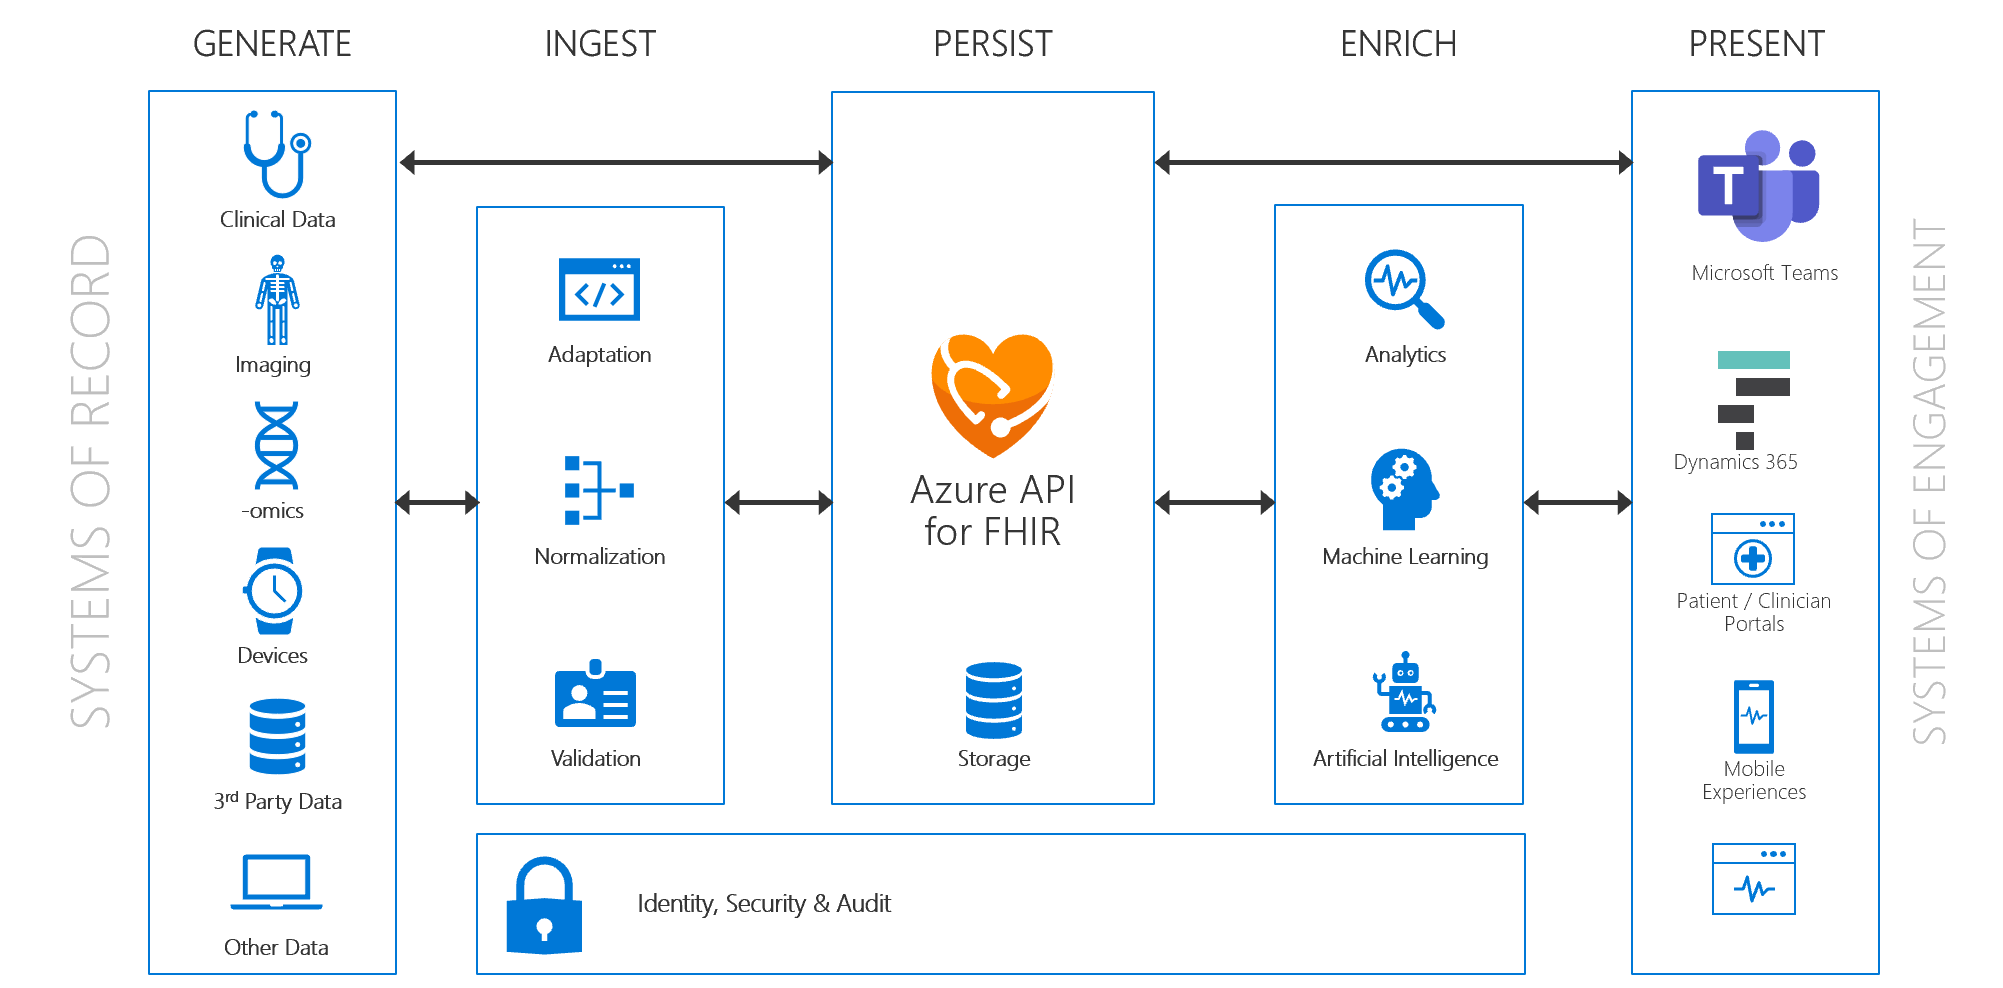 GENERATE
INGEST
PERSIST
ENRICH
PRESENT
SYSTEMS OF RECORD
Clinical Data
Imaging
-omics
Devices
3rd Party Data
Other Data
Adaptation
Normalization
Validation
Azure API
for FHIR
Storage
Analytics
Machine Learning
Artificial Intelligence
T
Microsoft Teams
Dynamics 365
Patient / Clinician
Portals
Mobile
Experiences
SYSTEMS OF ENGAGEMENT
Identity, Security & Audit